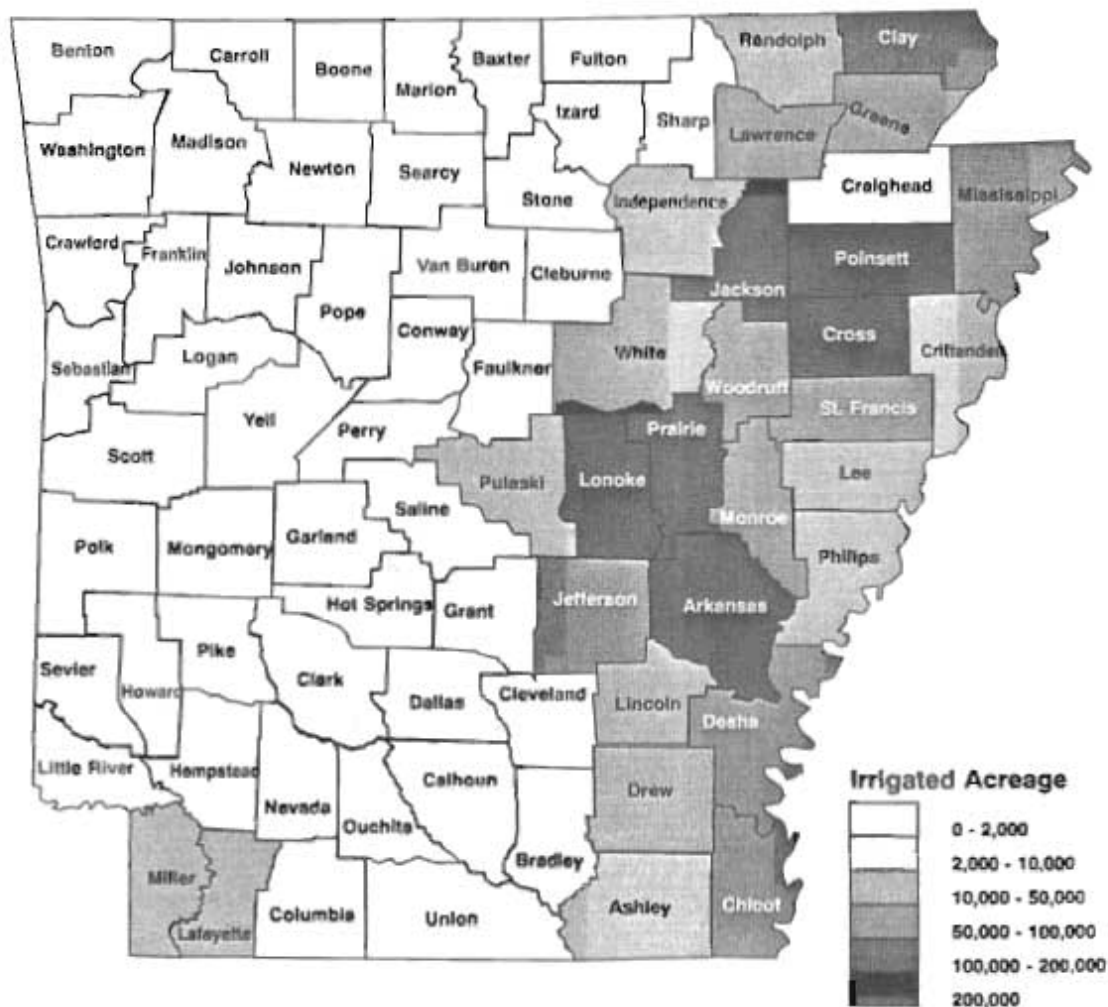 Randolph
Clay
Benton
Carroll
Boone
Baxter
Fulton
Marion
Izard
Sharp
Greene
Lawrence
Washington
Madison
Newton
Searcy
Stone
Independence
Craighead
Mississippi
Crawford
Franklin
Johnson
Van Buren
Cleburne
Poinsett
Jackson
Pope
Conway
Cross
Sebastian
Logan
Faulkner
White
Crittenden
Woodruff
Yell
Perry
Prairie
St. Francis
Scott
Pulaski
Lonoke
Lee
Saline
Monroe
Polk
Mongomery
Garland
Philips
Hot Springs
Grant
Jefferson
Arkansas
Pike
Sevier
Howard
Clark
Dallas
Cleveland
Lincoln
Desha
Little River
Hempstead
Nevada
Calhoun
Drew
Ouchita
Bradley
Miller
Lafayette
Columbia
Union
Ashley
Chicot
Irrigated Acreage
0 - 2,000
2,000 - 10,000
10,000 - 50,000
50,000 - 100,000
100,000 - 200,000
200,000